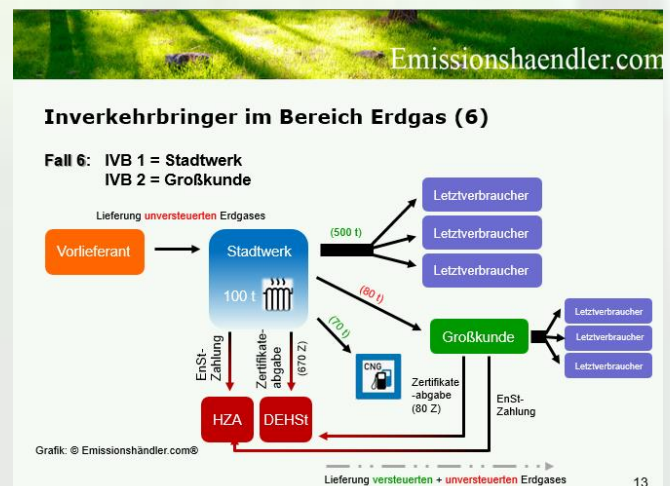 Emissionshaendler.com
Inverkehrbringer im Bereich Erdgas (6)
Fall 6: IVB 1 = Stadtwerk
IVB 2 = Großkunde
Lieferung unversteuerten Erdgases
Vorlieferant
Stadtwerk
100 t
(500 t)
Letztverbraucher
Letztverbraucher
Letztverbraucher
(80 t)
(70 t)
CNG
Großkunde
Letztverbraucher
Letztverbraucher
Letztverbraucher
EnSt-
Zahlung
Zertifikate-
abgabe
(670 Z)
HZA
DEHSt
Zertifikate
-abgabe
(80 Z)
EnSt-
Zahlung
Grafik: © Emissionshändler.com®
Lieferung versteuerten + unversteuerten Erdgases
13